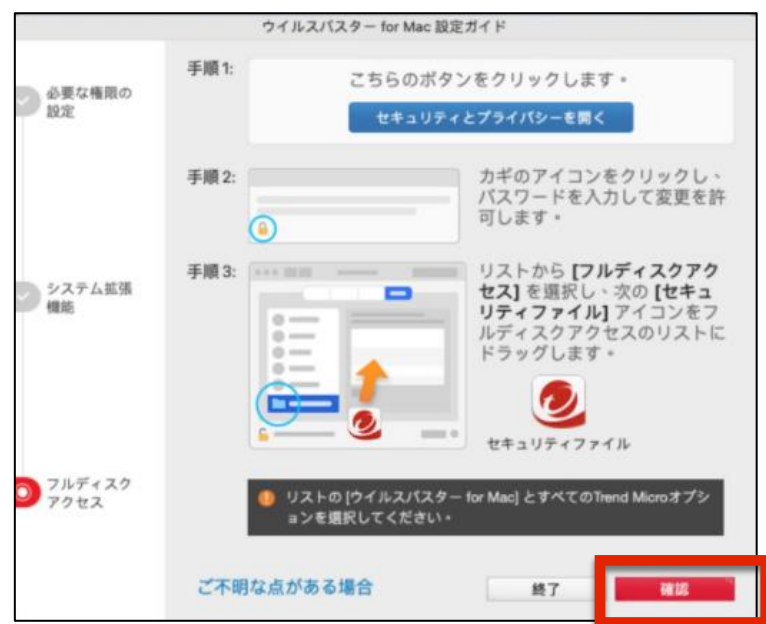 ウイルスバスター for Mac 設定ガイド
必要な権限の
設定
システム拡張
機能
フルディスク
アクセス
手順 1:
こちらのボタンをクリックします。
セキュリティとプライバシーを開く
手順 2:
カギのアイコンをクリックし、
パスワードを入力して変更を許
可します。
手順 3:
リストから [フルディスクアク
セス] を選択し、次の [セキュ
リティファイル] アイコンをフ
ルディスクアクセスのリストに
ドラッグします。
セキュリティファイル
リストの [ウイルスバスター for Mac] とすべてのTrend Microオプシ
ョンを選択してください。
ご不明な点がある場合
終了
確認